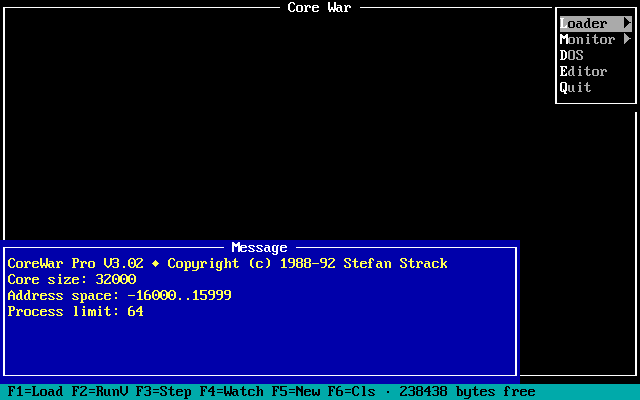 Core War
Loader ►
Monitor ►
DOS
Editor
Quit
Message
CoreWar Pro V3.02 ♦ Copyright (c) 1988-92 Stefan Strack
Core size: 32000
Address space: -16000..15999
Process limit: 64
F1=Load F2=RunV F3=Step F4=Watch F5=New F6=Cls · 238438 bytes free